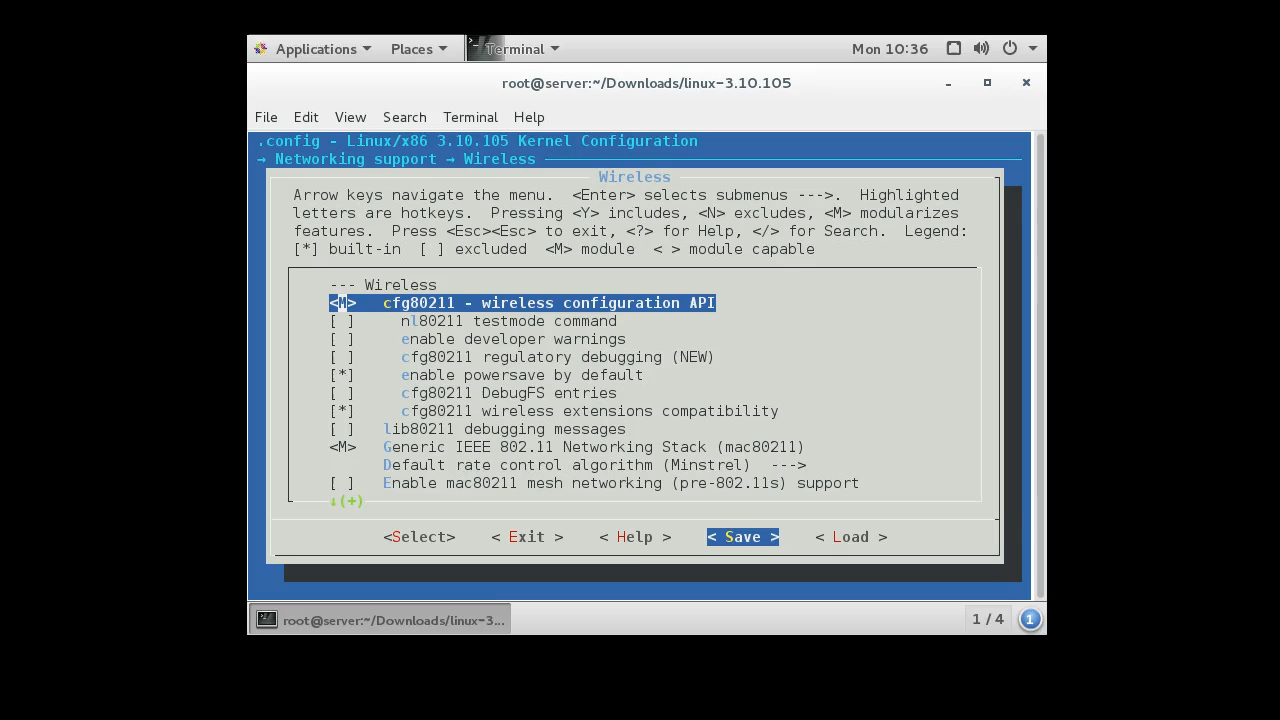 Applications Places Terminal Mon 10:36
root@server:~/Downloads/linux-3.10.105
File Edit View Search Terminal Help
.config - Linux/x86 3.10.105 Kernel Configuration
→ Networking support → Wireless
Wireless
Arrow keys navigate the menu.  <Enter> selects submenus --->.  Highlighted
letters are hotkeys.  Pressing <Y> includes, <N> excludes, <M> modularizes
features.  Press <Esc><Esc> to exit, <?> for Help, </> for Search.  Legend:
[*] built-in  [ ] excluded  <M> module  < > module capable
--- Wireless
<M>   cfg80211 - wireless configuration API
[ ]     nl80211 testmode command
[ ]     enable developer warnings
[ ]     cfg80211 regulatory debugging (NEW)
[*]     enable powersave by default
[ ]     cfg80211 DebugFS entries
[*]     cfg80211 wireless extensions compatibility
[ ]   lib80211 debugging messages
<M>   Generic IEEE 802.11 Networking Stack (mac80211)
Default rate control algorithm (Minstrel)  --->
[ ]   Enable mac80211 mesh networking (pre-802.11s) support
↓(+)
<Select>    < Exit >    < Help >    < Save >    < Load >
root@server:~/Downloads/linux-3... 1 / 4 1